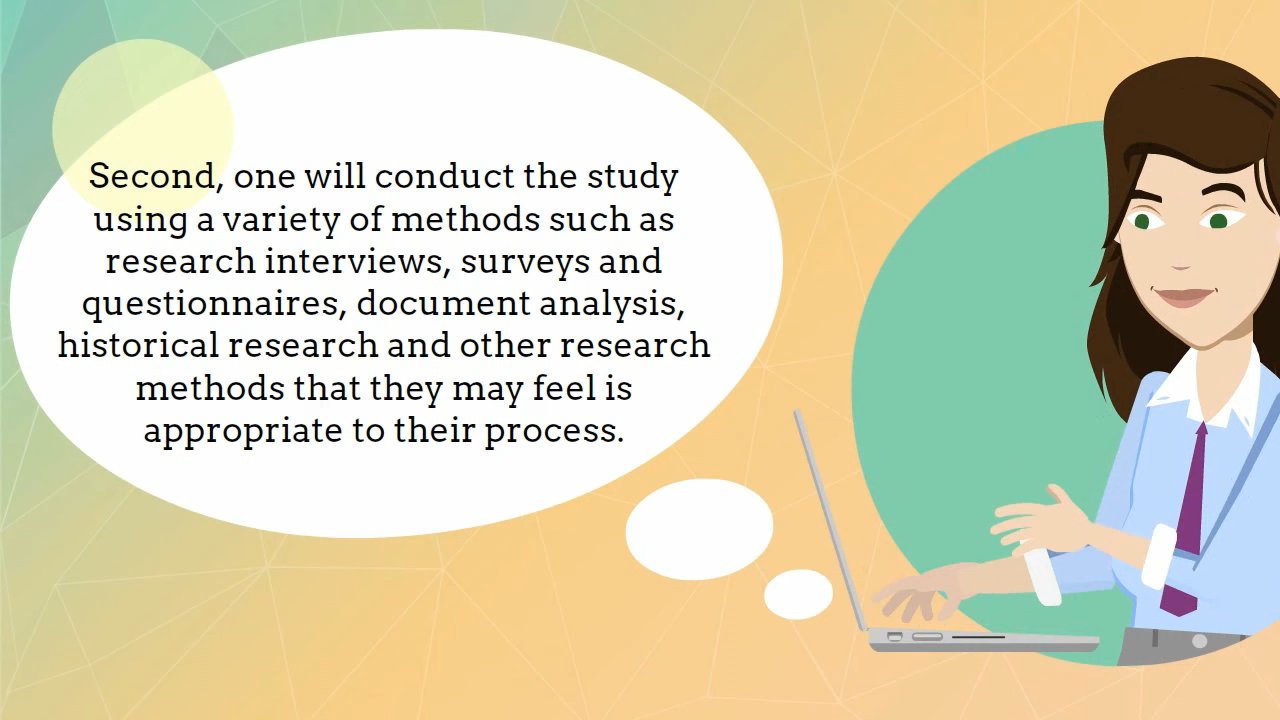 Second, one will conduct the study
using a variety of methods such as
research interviews, surveys and
questionnaires, document analysis,
historical research and other research
methods that they may feel is
appropriate to their process.